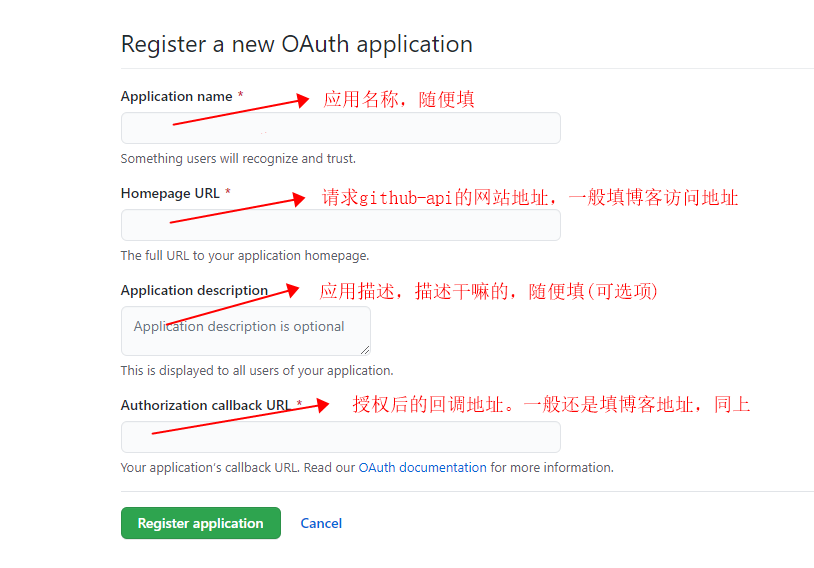 Register a new OAuth application
Application name *
应用名称，随便填
Something users will recognize and trust.
Homepage URL *
请求github-api的网站地址，一般填博客访问地址
The full URL to your application homepage.
Application description
应用描述，描述干嘛的，随便填(可选项)
Application description is optional
This is displayed to all users of your application.
Authorization callback URL *
授权后的回调地址。一般还是填博客地址，同上
Your application's callback URL. Read our OAuth documentation for more information.
Register application
Cancel